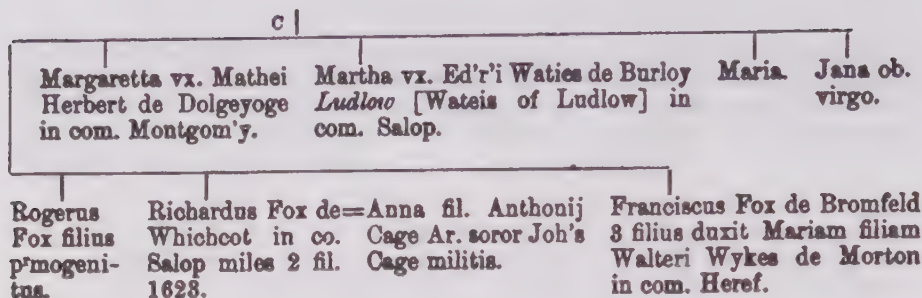 C
Margaretta vx. Mathei
Herbert de Dolgeyoge
in com. Montgom'y.
Martha vx. Ed'r'i Waties de Burloy
Ludlow [Wateis of Ludlow] in
com. Salop.
Maria.
Jana ob.
virgo.
Rogerus
Fox filius
p'mogeni-
tus.
Richardus Fox de=
Whichcot in co.
Salop miles 2 fil.
1623.
Anna fil. Anthonij
Cage Ar. soror Joh's
Cage militis.
Franciscus Fox de Bromfeld
3 filius duxit Mariam filiam
Walteri Wykes de Morton
in com. Heref.